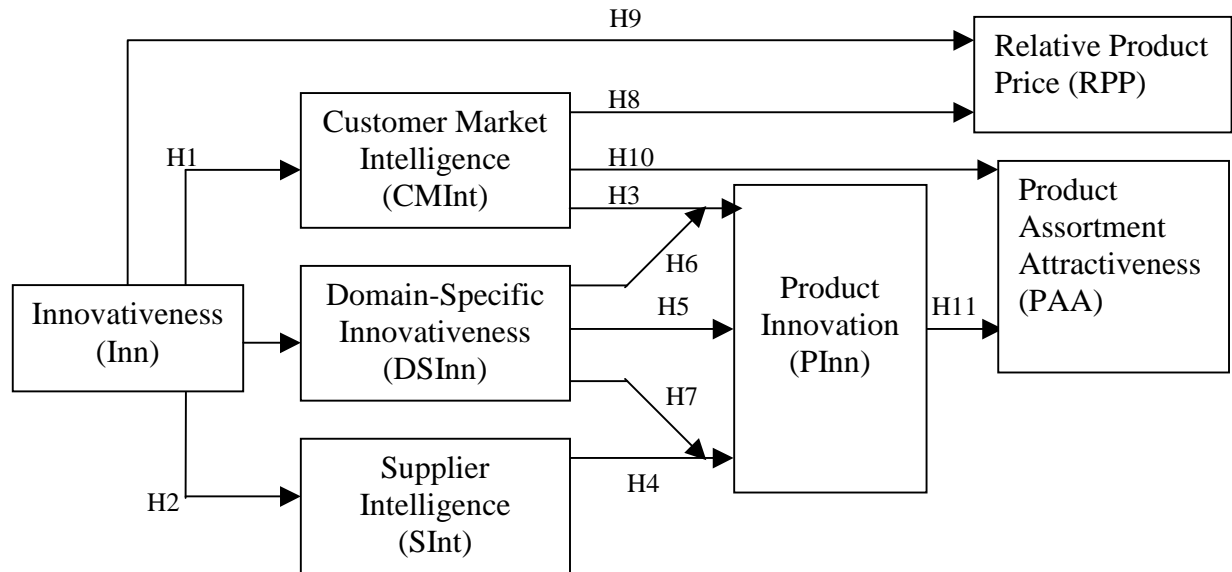 H9
Relative Product
Price (RPP)
H8
Customer Market
Intelligence
(CMInt)
H1
H10
H3
Product
Assortment
Attractiveness
(PAA)
H6
Domain-Specific
Innovativeness
(DSInn)
H5
Product
Innovation
(PInn)
H11
Innovativeness
(Inn)
H7
Supplier
Intelligence
(SInt)
H4
H2